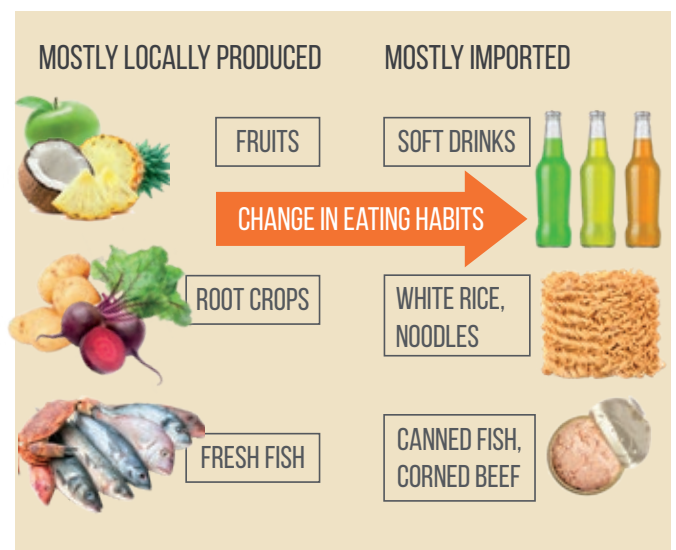 MOSTLY LOCALLY PRODUCED
MOSTLY IMPORTED
FRUITS
SOFT DRINKS
CHANGE IN EATING HABITS
ROOT CROPS
WHITE RICE,
NOODLES
FRESH FISH
CANNED FISH,
CORNED BEEF